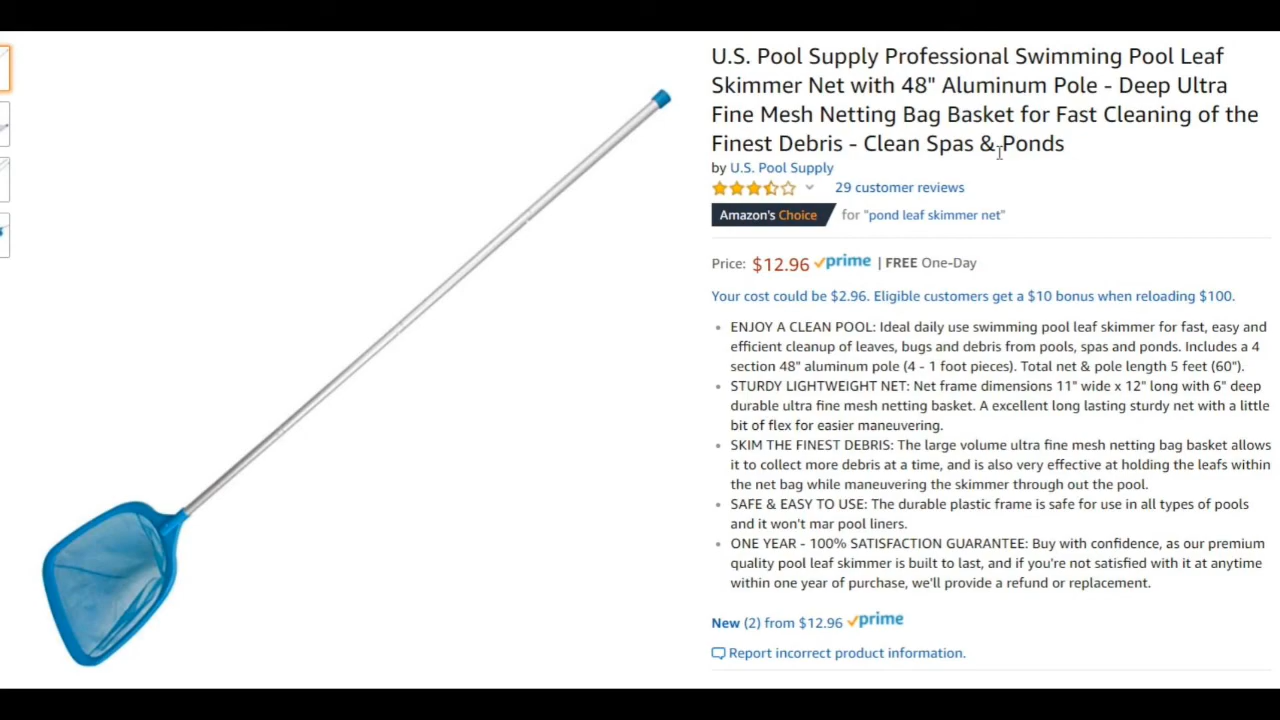 U.S. Pool Supply Professional Swimming Pool Leaf
Skimmer Net with 48" Aluminum Pole - Deep Ultra
Fine Mesh Netting Bag Basket for Fast Cleaning of the
Finest Debris - Clean Spas & Ponds
by U.S. Pool Supply
29 customer reviews
Amazon's Choice for "pond leaf skimmer net"
Price: $12.96 prime | FREE One-Day
Your cost could be $2.96. Eligible customers get a $10 bonus when reloading $100.
• ENJOY A CLEAN POOL: Ideal daily use swimming pool leaf skimmer for fast, easy and
efficient cleanup of leaves, bugs and debris from pools, spas and ponds. Includes a 4
section 48" aluminum pole (4 - 1 foot pieces). Total net & pole length 5 feet (60").
• STURDY LIGHTWEIGHT NET: Net frame dimensions 11" wide x 12" long with 6" deep
durable ultra fine mesh netting basket. A excellent long lasting sturdy net with a little
bit of flex for easier maneuvering.
• SKIM THE FINEST DEBRIS: The large volume ultra fine mesh netting bag basket allows
it to collect more debris at a time, and is also very effective at holding the leafs within
the net bag while maneuvering the skimmer through out the pool.
• SAFE & EASY TO USE: The durable plastic frame is safe for use in all types of pools
and it won't mar pool liners.
• ONE YEAR - 100% SATISFACTION GUARANTEE: Buy with confidence, as our premium
quality pool leaf skimmer is built to last, and if you're not satisfied with it at anytime
within one year of purchase, we'll provide a refund or replacement.
New (2) from $12.96 prime
Report incorrect product information.